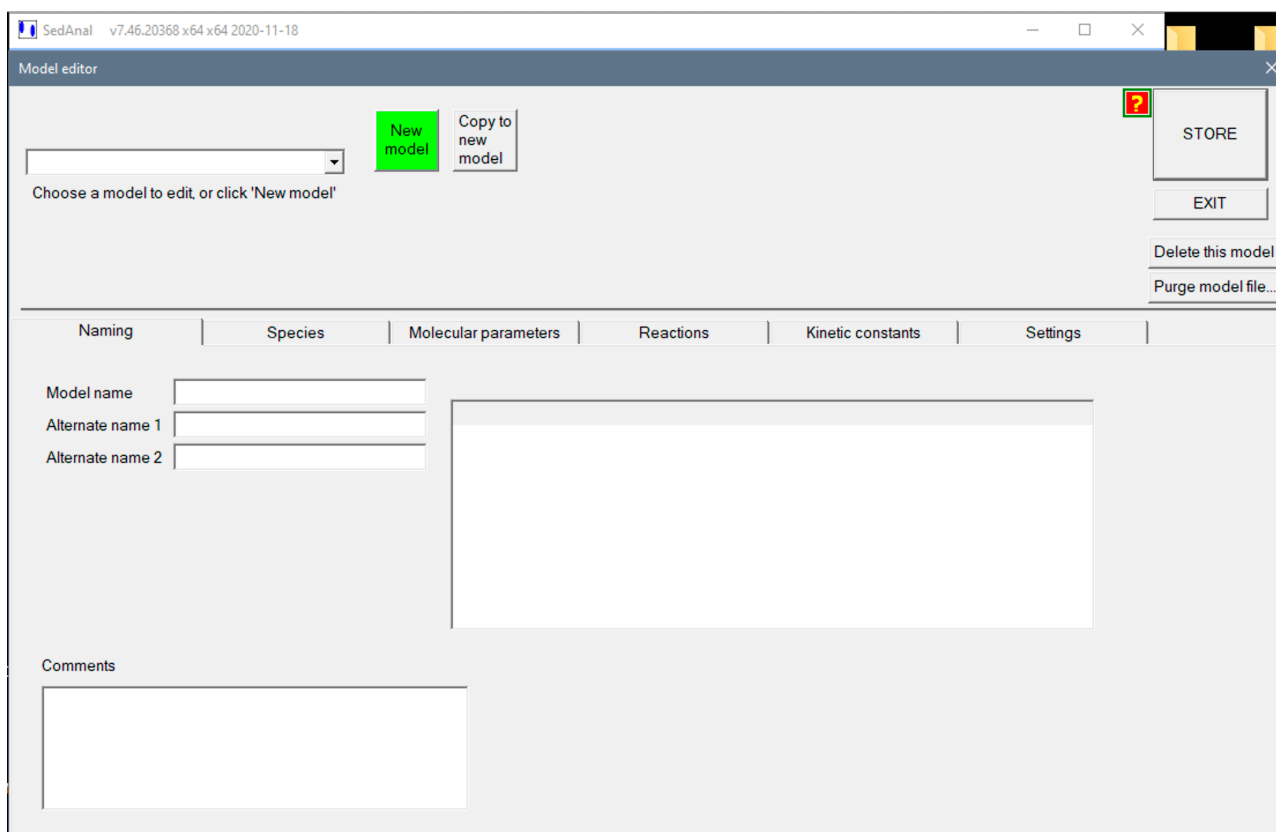 SedAnal v7.46.20368 x64 x64 2020-11-18
Model editor
New
model
Copy to
new
model
?
STORE
Choose a model to edit, or click 'New model'
EXIT
Delete this model
Purge model file...
Naming
Species
Molecular parameters
Reactions
Kinetic constants
Settings
Model name
Alternate name 1
Alternate name 2
Comments